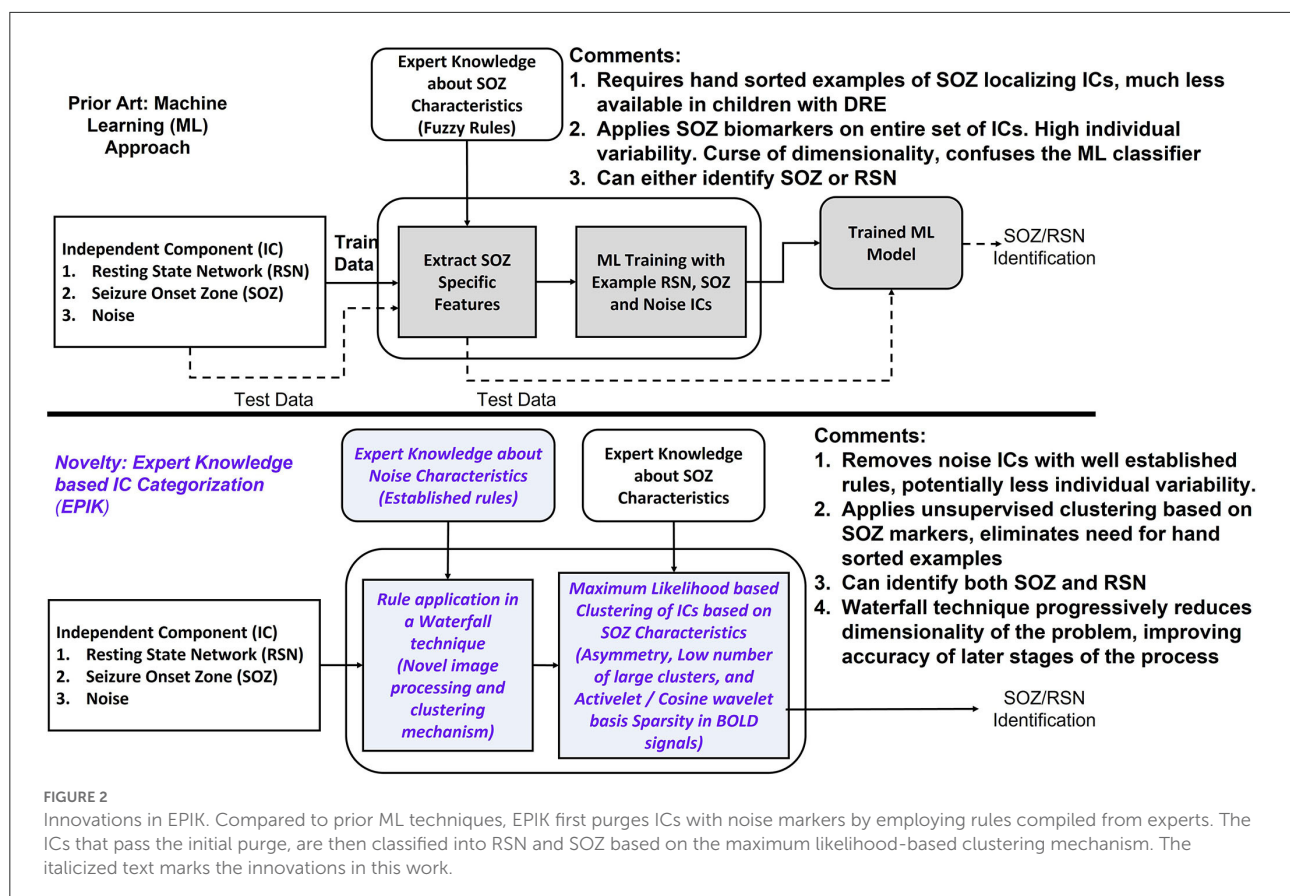 Prior Art: Machine
Learning (ML)
Approach
Expert Knowledge
about SOZ
Characteristics
(Fuzzy Rules)
Comments:
1. Requires hand sorted examples of SOZ localizing ICs, much less
available in children with DRE
2. Applies SOZ biomarkers on entire set of ICs. High individual
variability. Curse of dimensionality, confuses the ML classifier
3. Can either identify SOZ or RSN
Independent Component (IC)
1. Resting State Network (RSN)
2. Seizure Onset Zone (SOZ)
3. Noise
Train
Data
Extract SOZ
Specific
Features
ML Training with
Example RSN, SOZ
and Noise ICs
Trained ML
Model
SOZ/RSN
Identification
Test Data
Test Data
Novelty: Expert Knowledge
based IC Categorization
(EPIK)
Expert Knowledge about
Noise Characteristics
(Established rules)
Expert Knowledge
about SOZ
Characteristics
Comments:
1. Removes noise ICs with well established
rules, potentially less individual variability.
2. Applies unsupervised clustering based on
SOZ markers, eliminates need for hand
sorted examples
3. Can identify both SOZ and RSN
4. Waterfall technique progressively reduces
dimensionality of the problem, improving
accuracy of later stages of the process
Independent Component (IC)
1. Resting State Network (RSN)
2. Seizure Onset Zone (SOZ)
3. Noise
Rule application in
a Waterfall
technique
(Novel image
processing and
clustering
mechanism)
Maximum Likelihood based
Clustering of ICs based on
SOZ Characteristics
(Asymmetry, Low number
of large clusters, and
Activelet / Cosine wavelet
basis Sparsity in BOLD
signals)
SOZ/RSN
Identification
FIGURE 2
Innovations in EPIK. Compared to prior ML techniques, EPIK first purges ICs with noise markers by employing rules compiled from experts. The
ICs that pass the initial purge, are then classified into RSN and SOZ based on the maximum likelihood-based clustering mechanism. The
italicized text marks the innovations in this work.